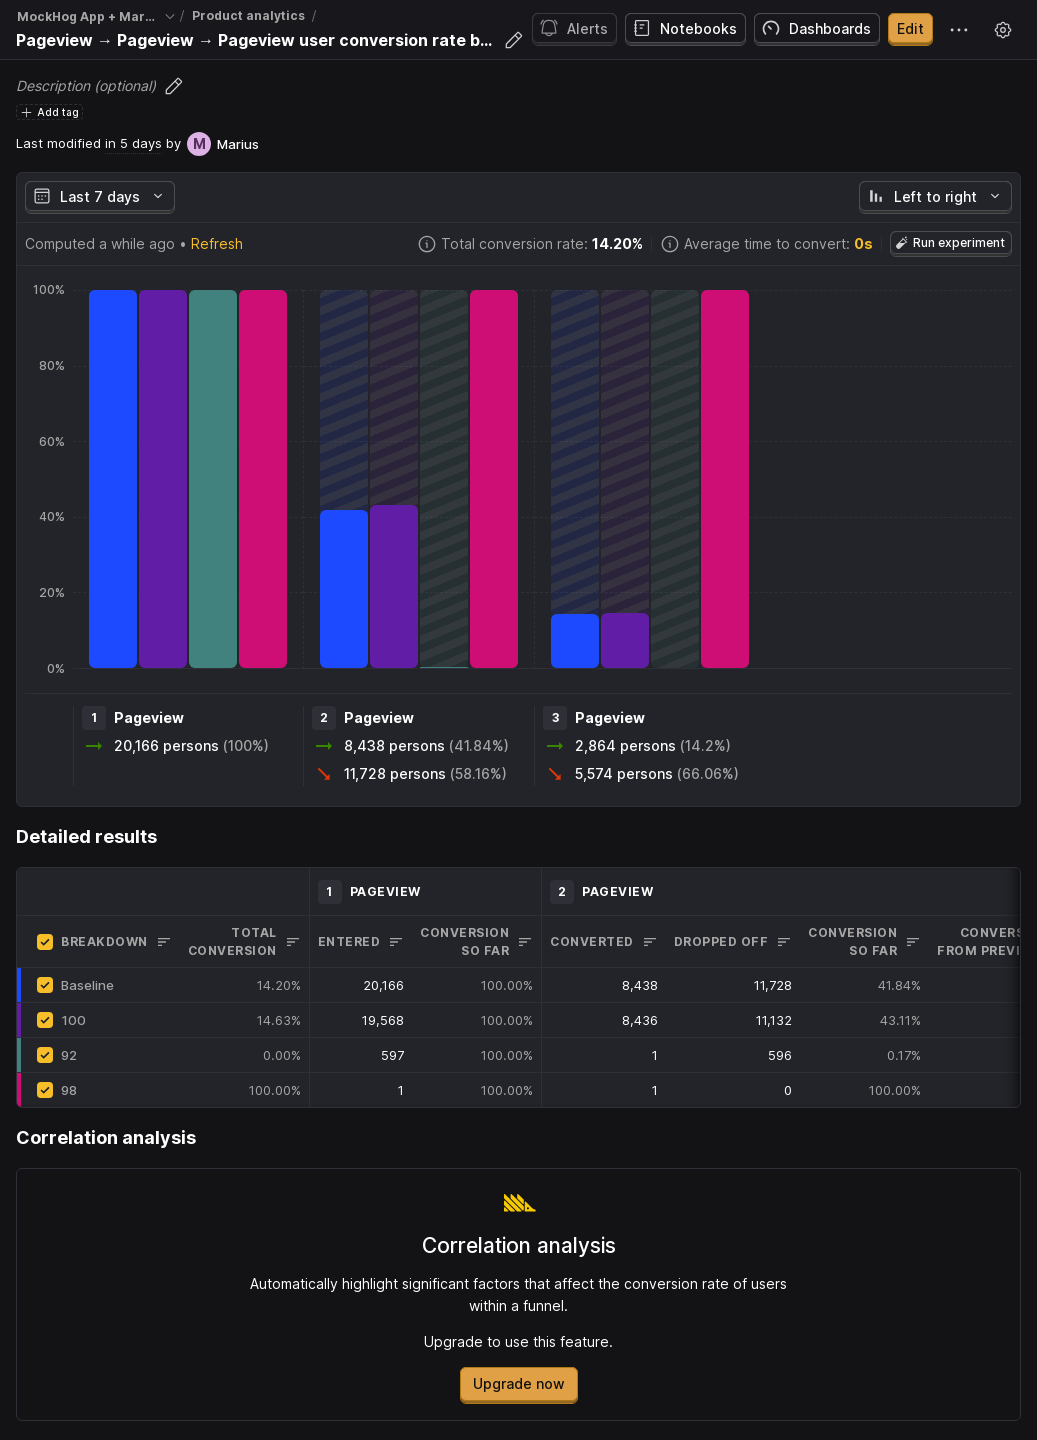 MockHog App + Mar... / Product analytics /
Pageview → Pageview → Pageview user conversion rate b...
Alerts Notebooks Dashboards Edit
Description (optional)
Add tag
Last modified in 5 days by M Marius
Last 7 days Left to right
Computed a while ago • Refresh Total conversion rate: 14.20% Average time to convert: 0s Run experiment
100%
80%
60%
40%
20%
0%
1 Pageview
20,166 persons (100%)
2 Pageview
8,438 persons (41.84%)
11,728 persons (58.16%)
3 Pageview
2,864 persons (14.2%)
5,574 persons (66.06%)
Detailed results
1 PAGEVIEW 2 PAGEVIEW
BREAKDOWN TOTAL CONVERSION ENTERED CONVERSION SO FAR CONVERTED DROPPED OFF CONVERSION SO FAR CONVERS FROM PREVI
Baseline 14.20% 20,166 100.00% 8,438 11,728 41.84%
100 14.63% 19,568 100.00% 8,436 11,132 43.11%
92 0.00% 597 100.00% 1 596 0.17%
98 100.00% 1 100.00% 1 0 100.00%
Correlation analysis
Correlation analysis
Automatically highlight significant factors that affect the conversion rate of users
within a funnel.
Upgrade to use this feature.
Upgrade now